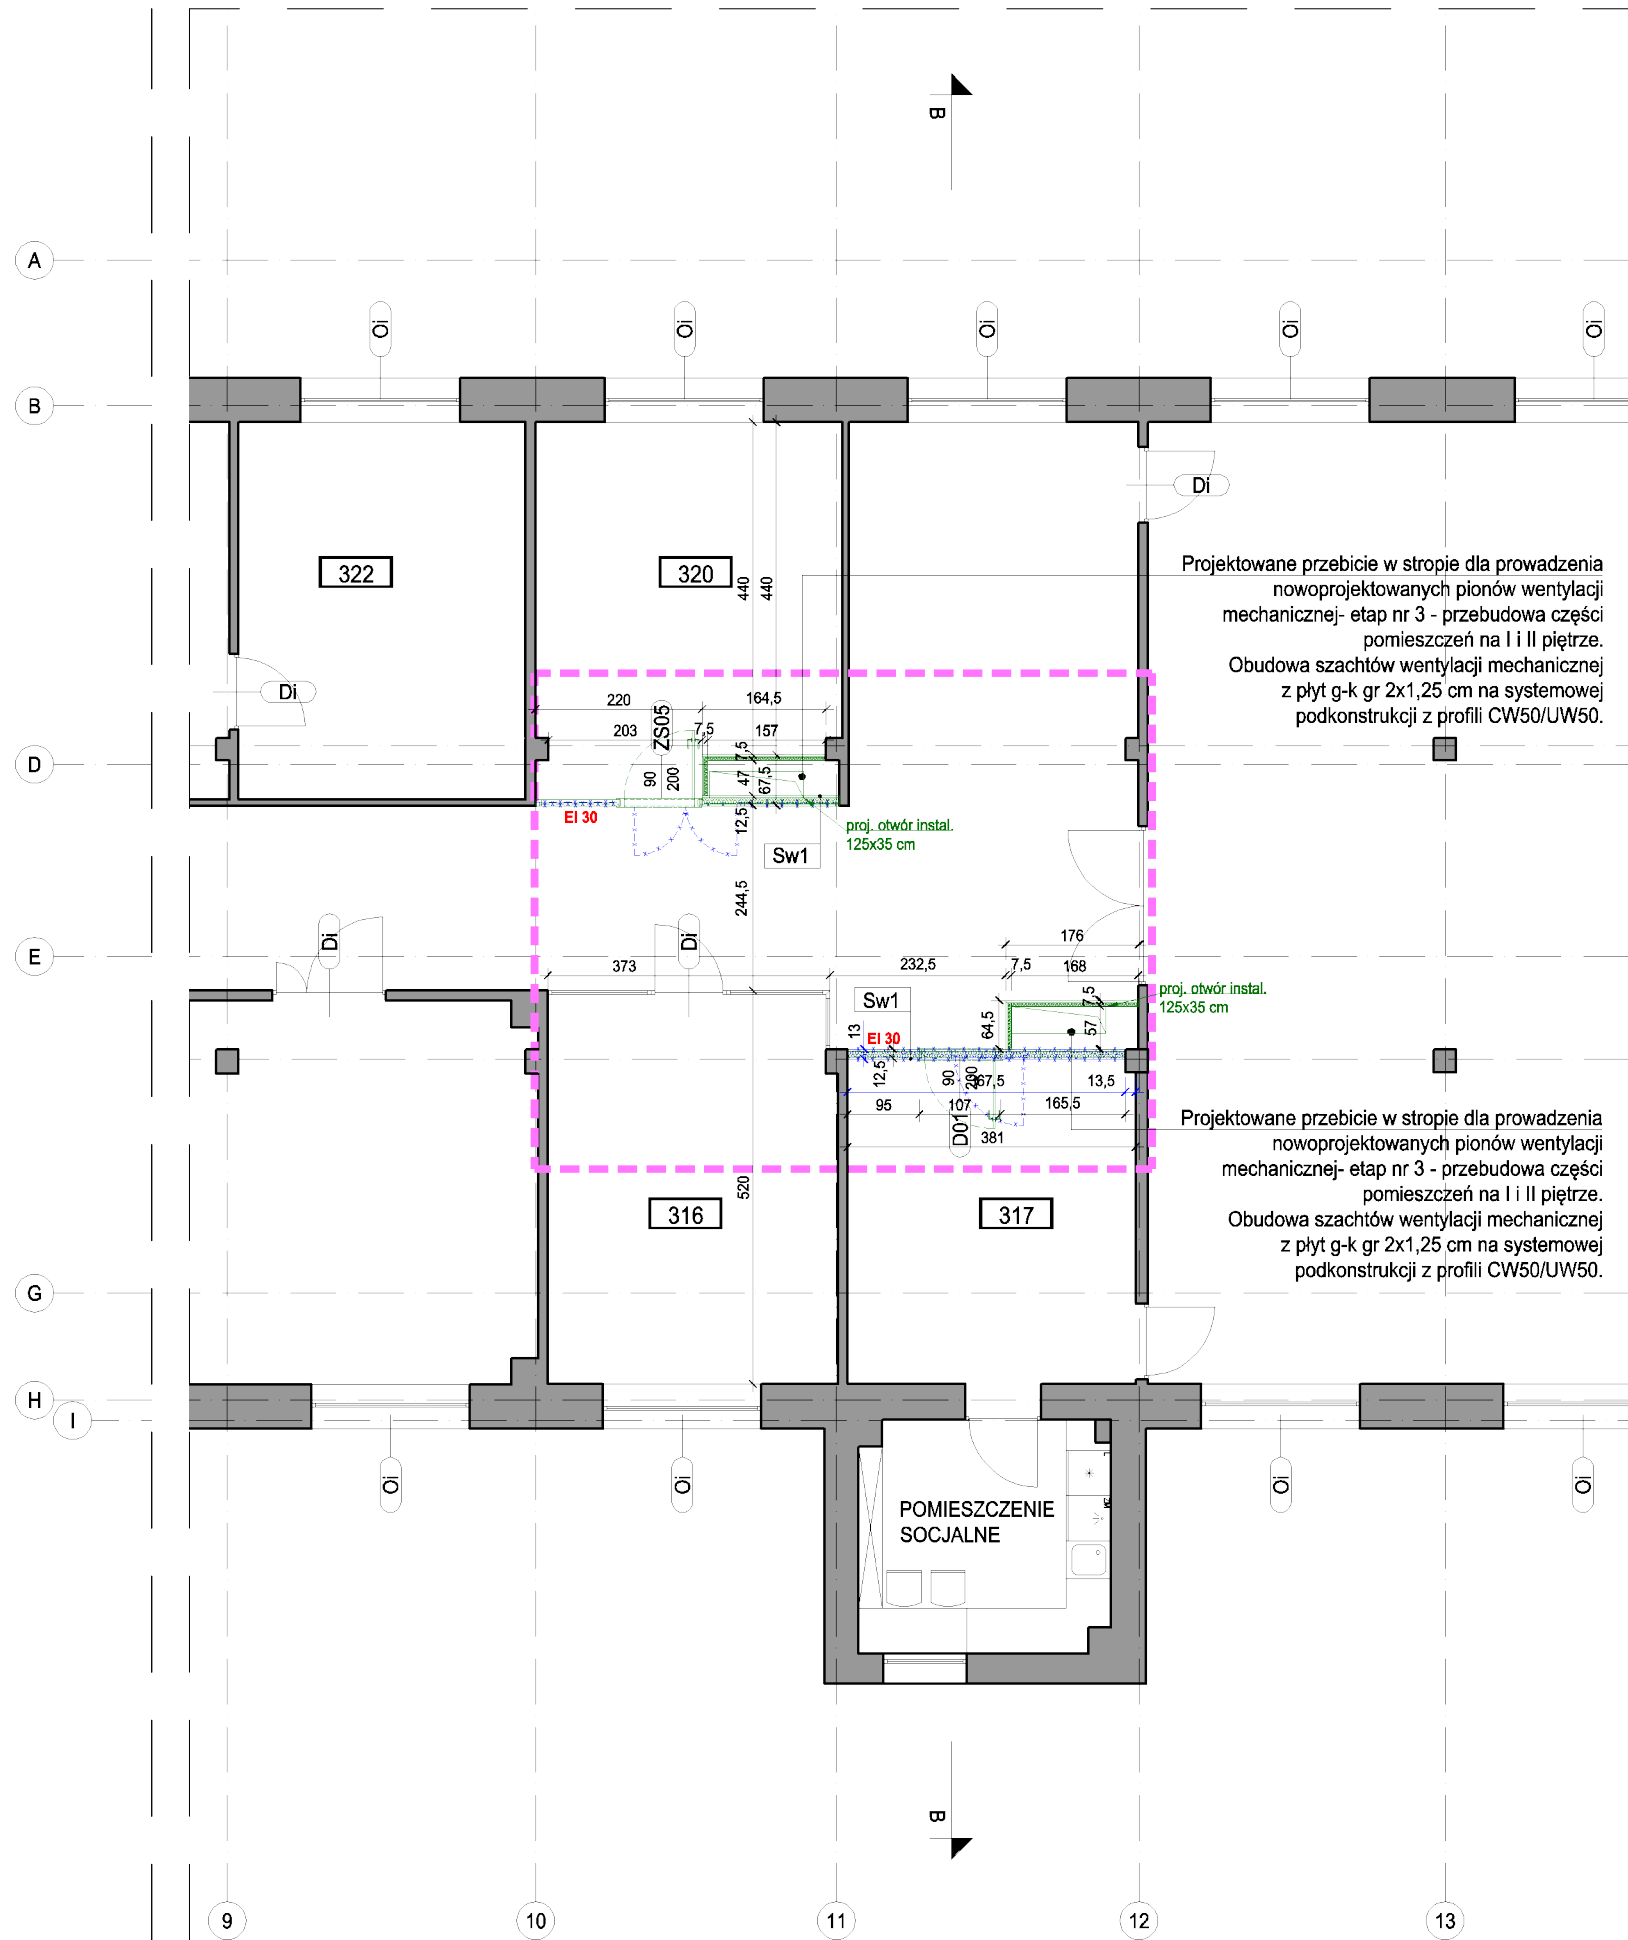 B
A
Oi
Oi
Oi
Oi
Oi
B
Di
322
320
440
440
Projektowane przebicie w stropie dla prowadzenia
nowoprojektowanych pionów wentylacji
mechanicznej- etap nr 3 - przebudowa części
pomieszczeń na I i II piętrze.
Obudowa szachtów wentylacji mechanicznej
z płyt g-k gr 2x1,25 cm na systemowej
podkonstrukcji z profili CW50/UW50.
Di
220
164,5
203
ZS05
7,5
157
7,5
D
90
200
47
67,5
EI 30
12,5
proj. otwór instal.
125x35 cm
Sw1
244,5
Di
Di
176
E
373
232,5
7,5
168
7,5
proj. otwór instal.
125x35 cm
Sw1
13
EI 30
64,5
57
12,5
90
200
67,5
13,5
95
107
165,5
D01
381
Projektowane przebicie w stropie dla prowadzenia
nowoprojektowanych pionów wentylacji
mechanicznej- etap nr 3 - przebudowa części
pomieszczeń na I i II piętrze.
Obudowa szachtów wentylacji mechanicznej
z płyt g-k gr 2x1,25 cm na systemowej
podkonstrukcji z profili CW50/UW50.
520
316
317
G
H
I
Oi
Oi
Oi
Oi
POMIESZCZENIE
SOCJALNE
B
9
10
11
12
13